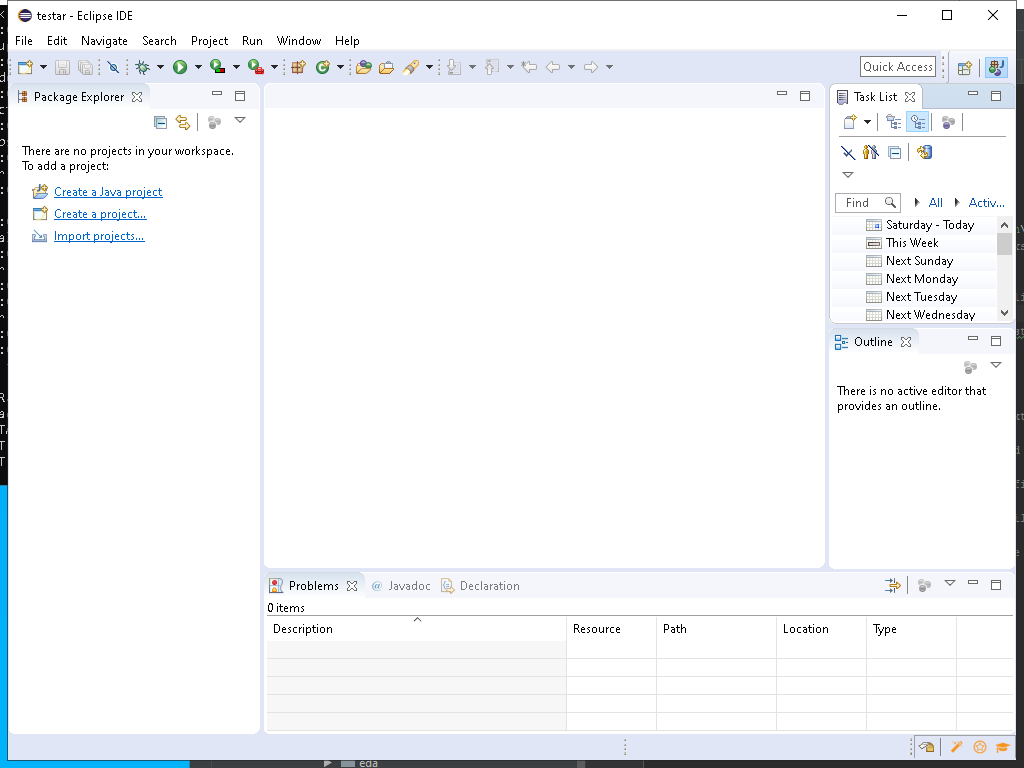 testar - Eclipse IDE
File Edit Navigate Search Project Run Window Help
Quick Access
Package Explorer
There are no projects in your workspace.
To add a project:
Create a Java project
Create a project...
Import projects...
Task List
Find All Activ...
Saturday - Today
This Week
Next Sunday
Next Monday
Next Tuesday
Next Wednesday
Outline
There is no active editor that
provides an outline.
Problems @ Javadoc Declaration
0 items
Description Resource Path Location Type
eda